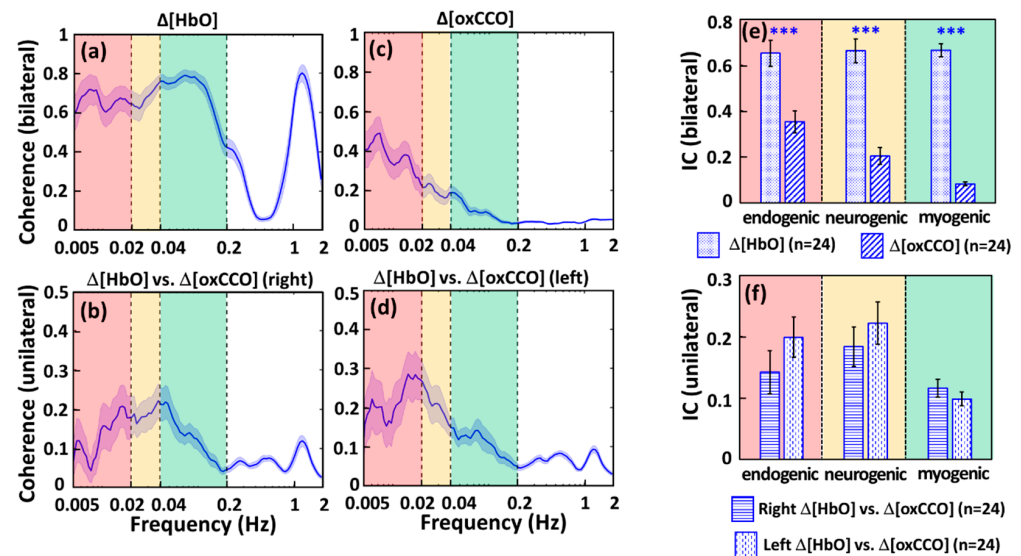 Δ[HbO]
Δ[oxCCO]
Coherence (bilateral)
(a)
1
0.8
0.6
0.4
0.2
0
0.005 0.02 0.04 0.2 1 2
(c)
1
0.8
0.6
0.4
0.2
0
0.005 0.02 0.04 0.2 1 2
Δ[HbO] vs. Δ[oxCCO] (right)
Δ[HbO] vs. Δ[oxCCO] (left)
Coherence (unilateral)
(b)
0.5
0.4
0.3
0.2
0.1
0
0.005 0.02 0.04 0.2 1 2
Frequency (Hz)
(d)
0.5
0.4
0.3
0.2
0.1
0
0.005 0.02 0.04 0.2 1 2
Frequency (Hz)
IC (bilateral)
(e)
*** *** ***
0.8
0.6
0.4
0.2
0
endogenic neurogenic myogenic
Δ[HbO] (n=24) Δ[oxCCO] (n=24)
IC (unilateral)
(f)
0.3
0.2
0.1
0
endogenic neurogenic myogenic
Right Δ[HbO] vs. Δ[oxCCO] (n=24)
Left Δ[HbO] vs. Δ[oxCCO] (n=24)